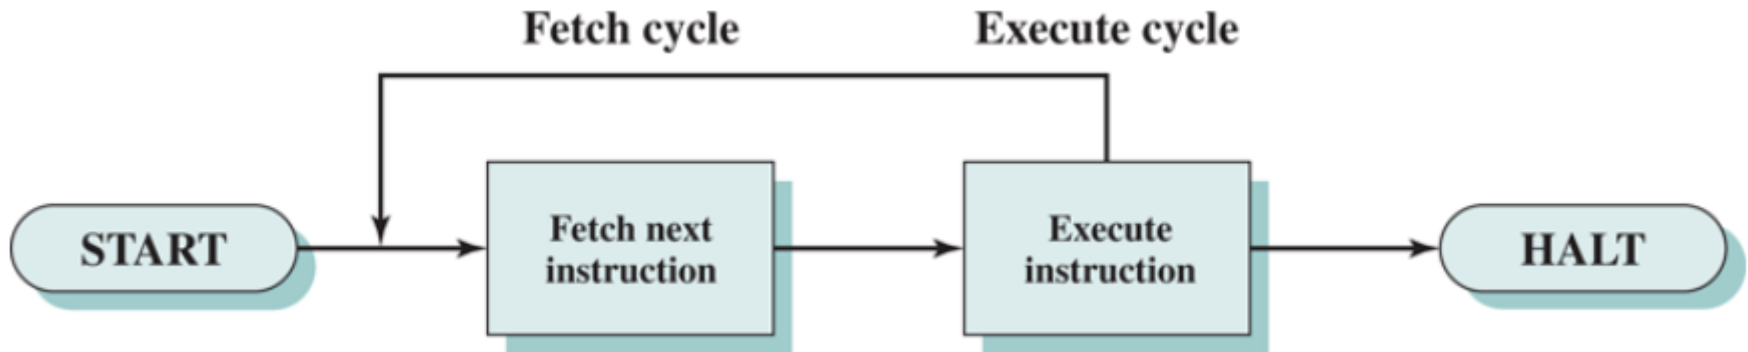 Fetch cycle
Execute cycle
START
Fetch next
instruction
Execute
instruction
HALT